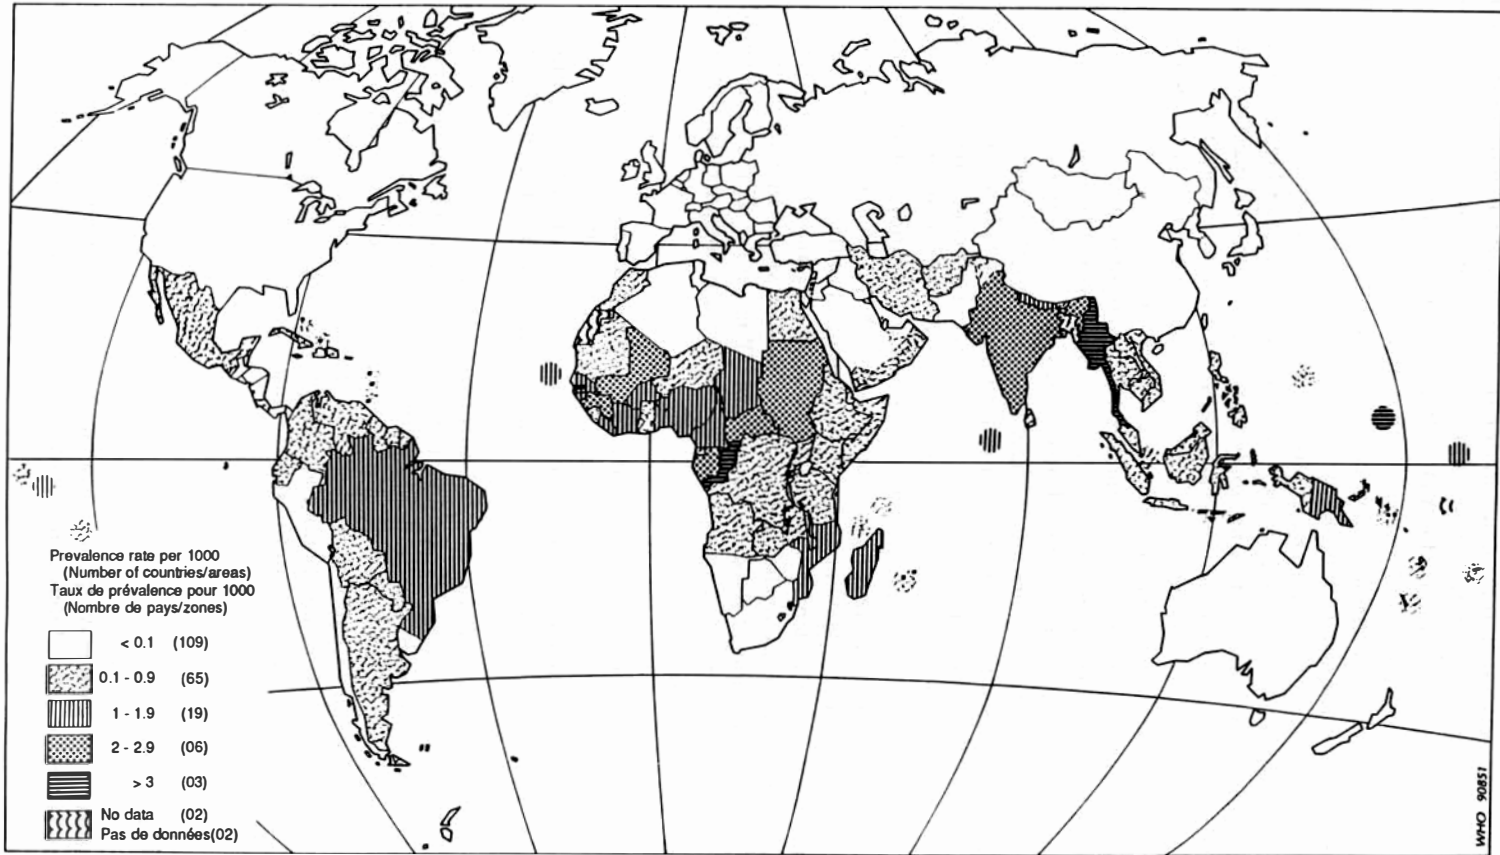 Prevalence rate per 1000
(Number of countries/areas)
Taux de prévalence pour 1000
(Nombre de pays/zones)
< 0.1 (109)
0.1 - 0.9 (65)
1 - 1.9 (19)
2 - 2.9 (06)
> 3 (03)
No data (02)
Pas de données(02)
WHO 90851